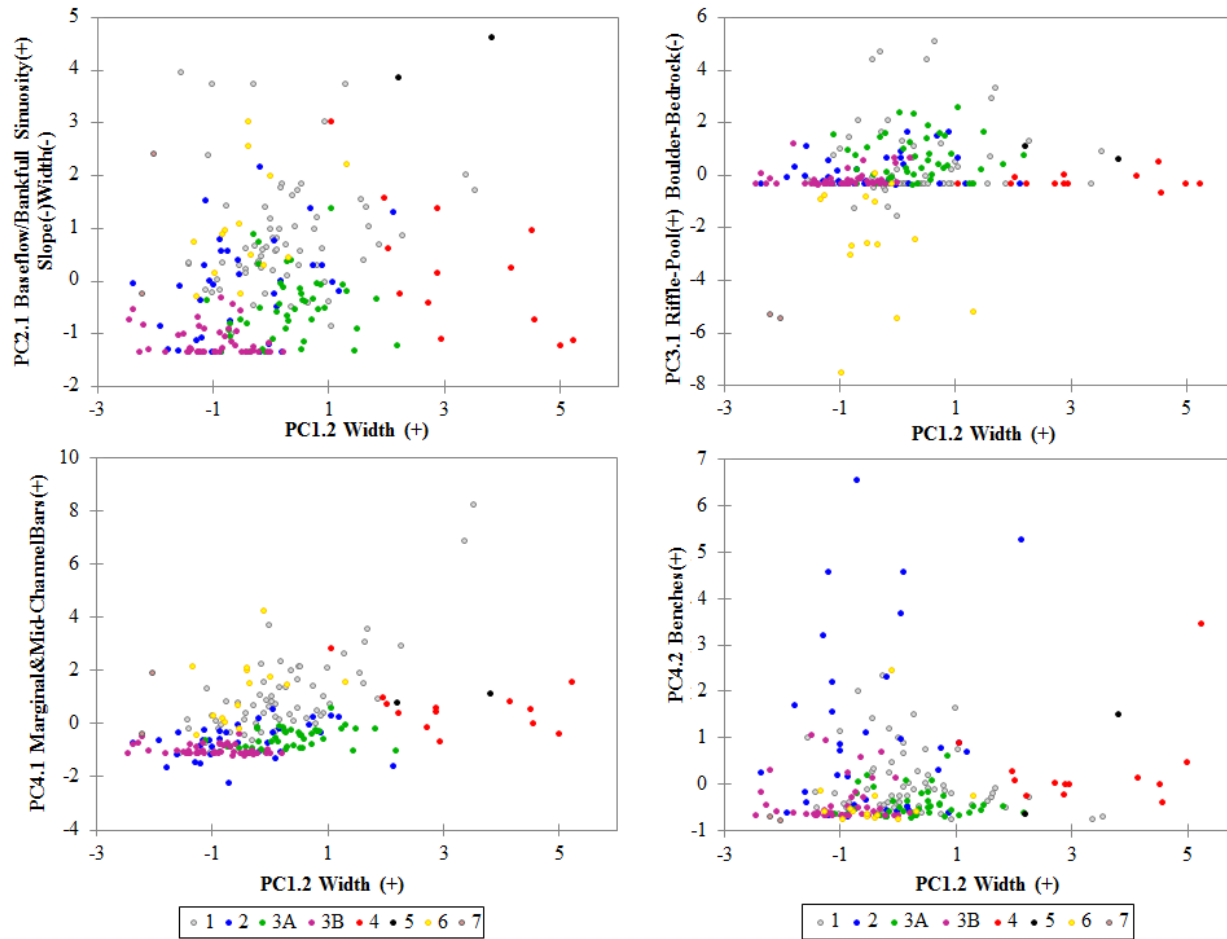 5
4
3
2
1
0
-1
-2
-3 -1 1 3 5
PC2.1 Baseflow/Bankfull Sinuosity(+)
Slope(-)Width(-)
PC1.2 Width (+)
6
4
2
0
-2
-4
-6
-8
-3 -1 1 3 5
PC3.1 Riffle-Pool(+) Boulder-Bedrock(-)
PC1.2 Width (+)
10
8
6
4
2
0
-2
-4
-3 -1 1 3 5
PC4.1 Marginal&Mid-ChannelBars(+)
PC1.2 Width (+)
7
6
5
4
3
2
1
0
-1
-3 -1 1 3 5
PC4.2 Benches(+)
PC1.2 Width (+)
1 2 3A 3B 4 5 6 7
1 2 3A 3B 4 5 6 7